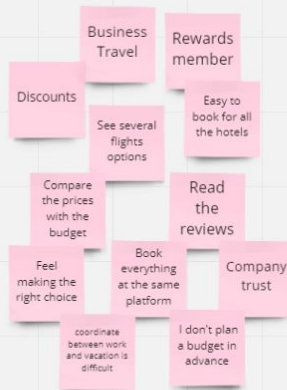 Business
Travel
Rewards
member
Discounts
Easy to
book for all
the hotels
See several
flights
options
Compare
the prices
with the
budget
Read
the
reviews
Feel
making the
right choice
Book
everything
at the same
platform
Company
trust
coordinate
between work
and vacation is
difficult
I don't plan
a budget in
advance